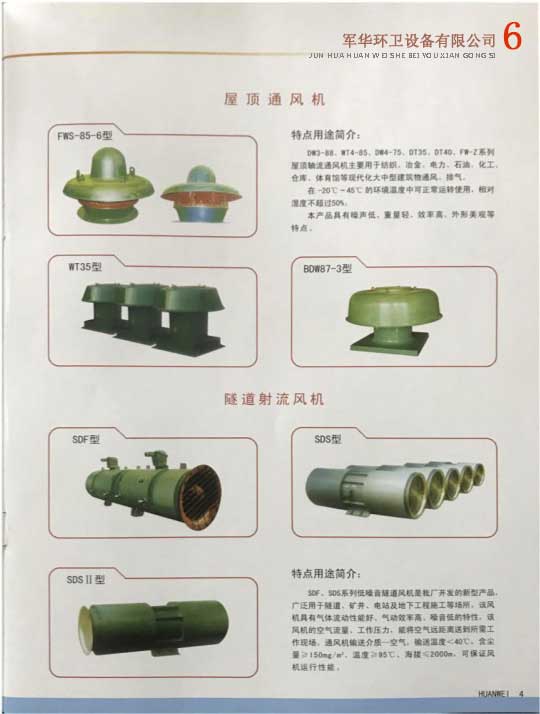 军华环卫设备有限公司 6
JUN HUA HUAN WEI SHE BEI YOU XIAN GONG SI
屋顶通风机
FWS-85-6型
特点用途简介：
DW3-88、WT4-85、DW4-75、DT35、DT40、FW-Z系列
屋顶轴流通风机主要用于纺织、冶金、电力、石油、化工、
仓库、体育馆等现代化大中型建筑物通风、排气。
在-20℃-45℃的环境温度中可正常运转使用，相对
湿度不超过50%。
本产品具有噪声低、重量轻、效率高、外形美观等
特点。
WT35型
BDW87-3型
隧道射流风机
SDF型
SDS型
SDSⅡ型
特点用途简介：
SDF、SDS系列低噪音隧道风机是我厂开发的新型产品，
广泛用于隧道、矿井、电站及地下工程施工等场所，该风
机具有气体流动性能好、气动效率高、噪音低的特性，该
风机的空气流量、工作压力，能将空气远距离送到所需工
作现场，通风机输送介质—空气，输送温度<40℃，含尘
量≥150mg/m²，温度≥95℃，海拔≤2000m，可保证风
机运行性能。
HUANWEI 4